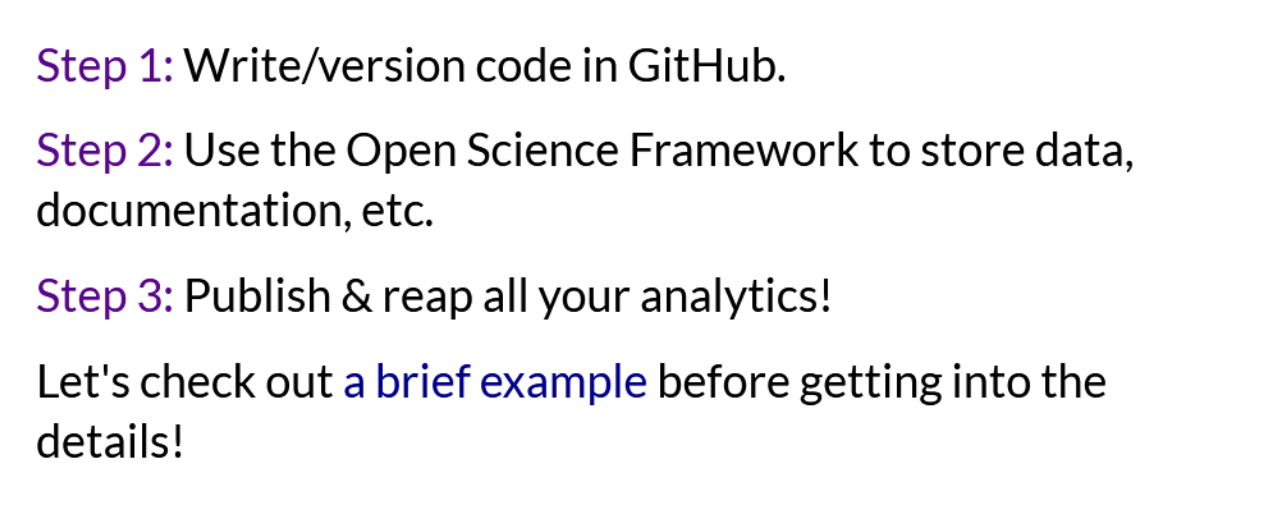 Step 1: Write/version code in GitHub.
Step 2: Use the Open Science Framework to store data,
documentation, etc.
Step 3: Publish & reap all your analytics!
Let's check out a brief example before getting into the
details!